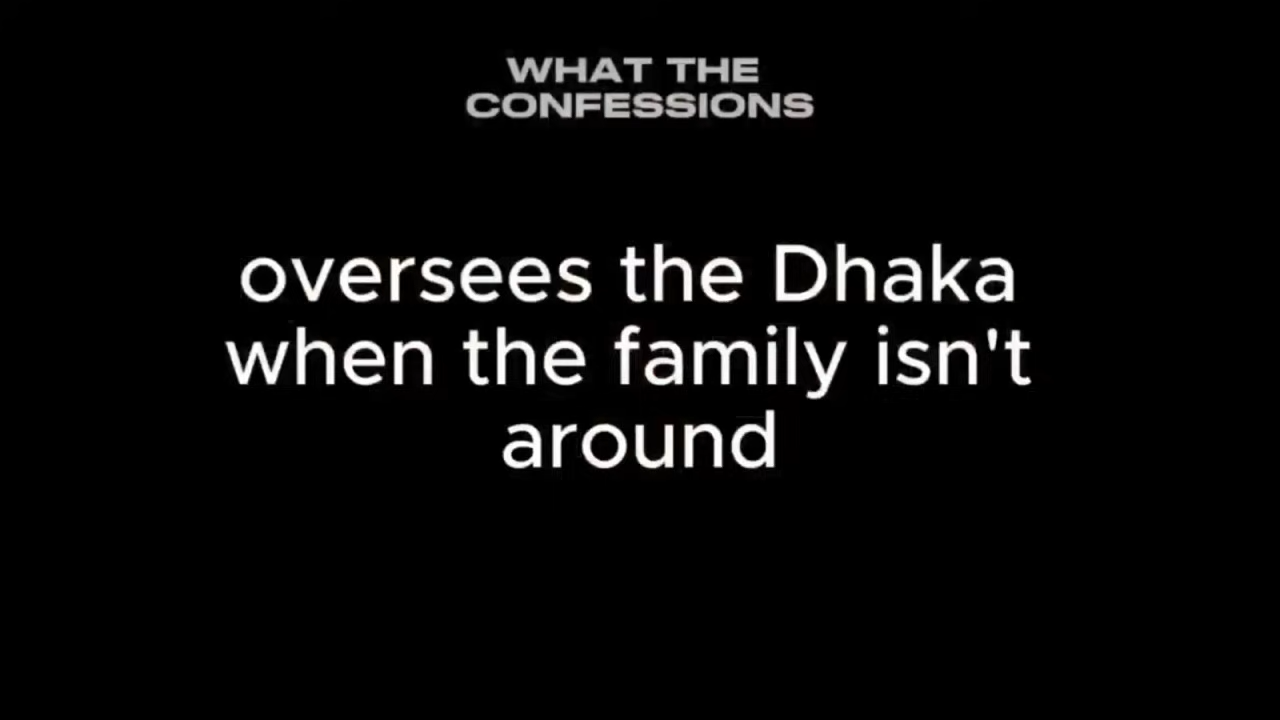 WHAT THE
CONFESSIONS
oversees the Dhaka
when the family isn't
around